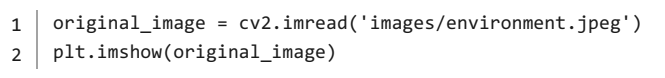 1 original_image = cv2.imread('images/environment.jpeg')
2 plt.imshow(original_image)